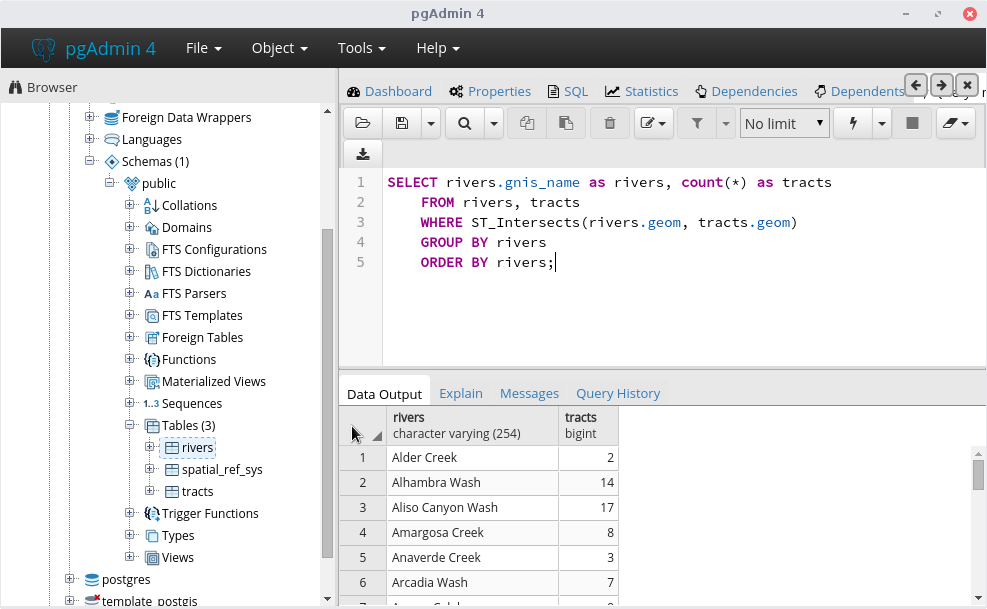 pgAdmin 4
pgAdmin 4 File Object Tools Help
Browser
Foreign Data Wrappers
Languages
Schemas (1)
public
Collations
Domains
FTS Configurations
FTS Dictionaries
Aa FTS Parsers
FTS Templates
Foreign Tables
Functions
Materialized Views
1..3 Sequences
Tables (3)
rivers
spatial_ref_sys
tracts
Trigger Functions
Types
Views
postgres
template_postgis
Dashboard Properties SQL Statistics Dependencies Dependents
No limit
1 SELECT rivers.gnis_name as rivers, count(*) as tracts
2 FROM rivers, tracts
3 WHERE ST_Intersects(rivers.geom, tracts.geom)
4 GROUP BY rivers
5 ORDER BY rivers;
Data Output Explain Messages Query History
rivers tracts
character varying (254) bigint
1 Alder Creek 2
2 Alhambra Wash 14
3 Aliso Canyon Wash 17
4 Amargosa Creek 8
5 Anaverde Creek 3
6 Arcadia Wash 7